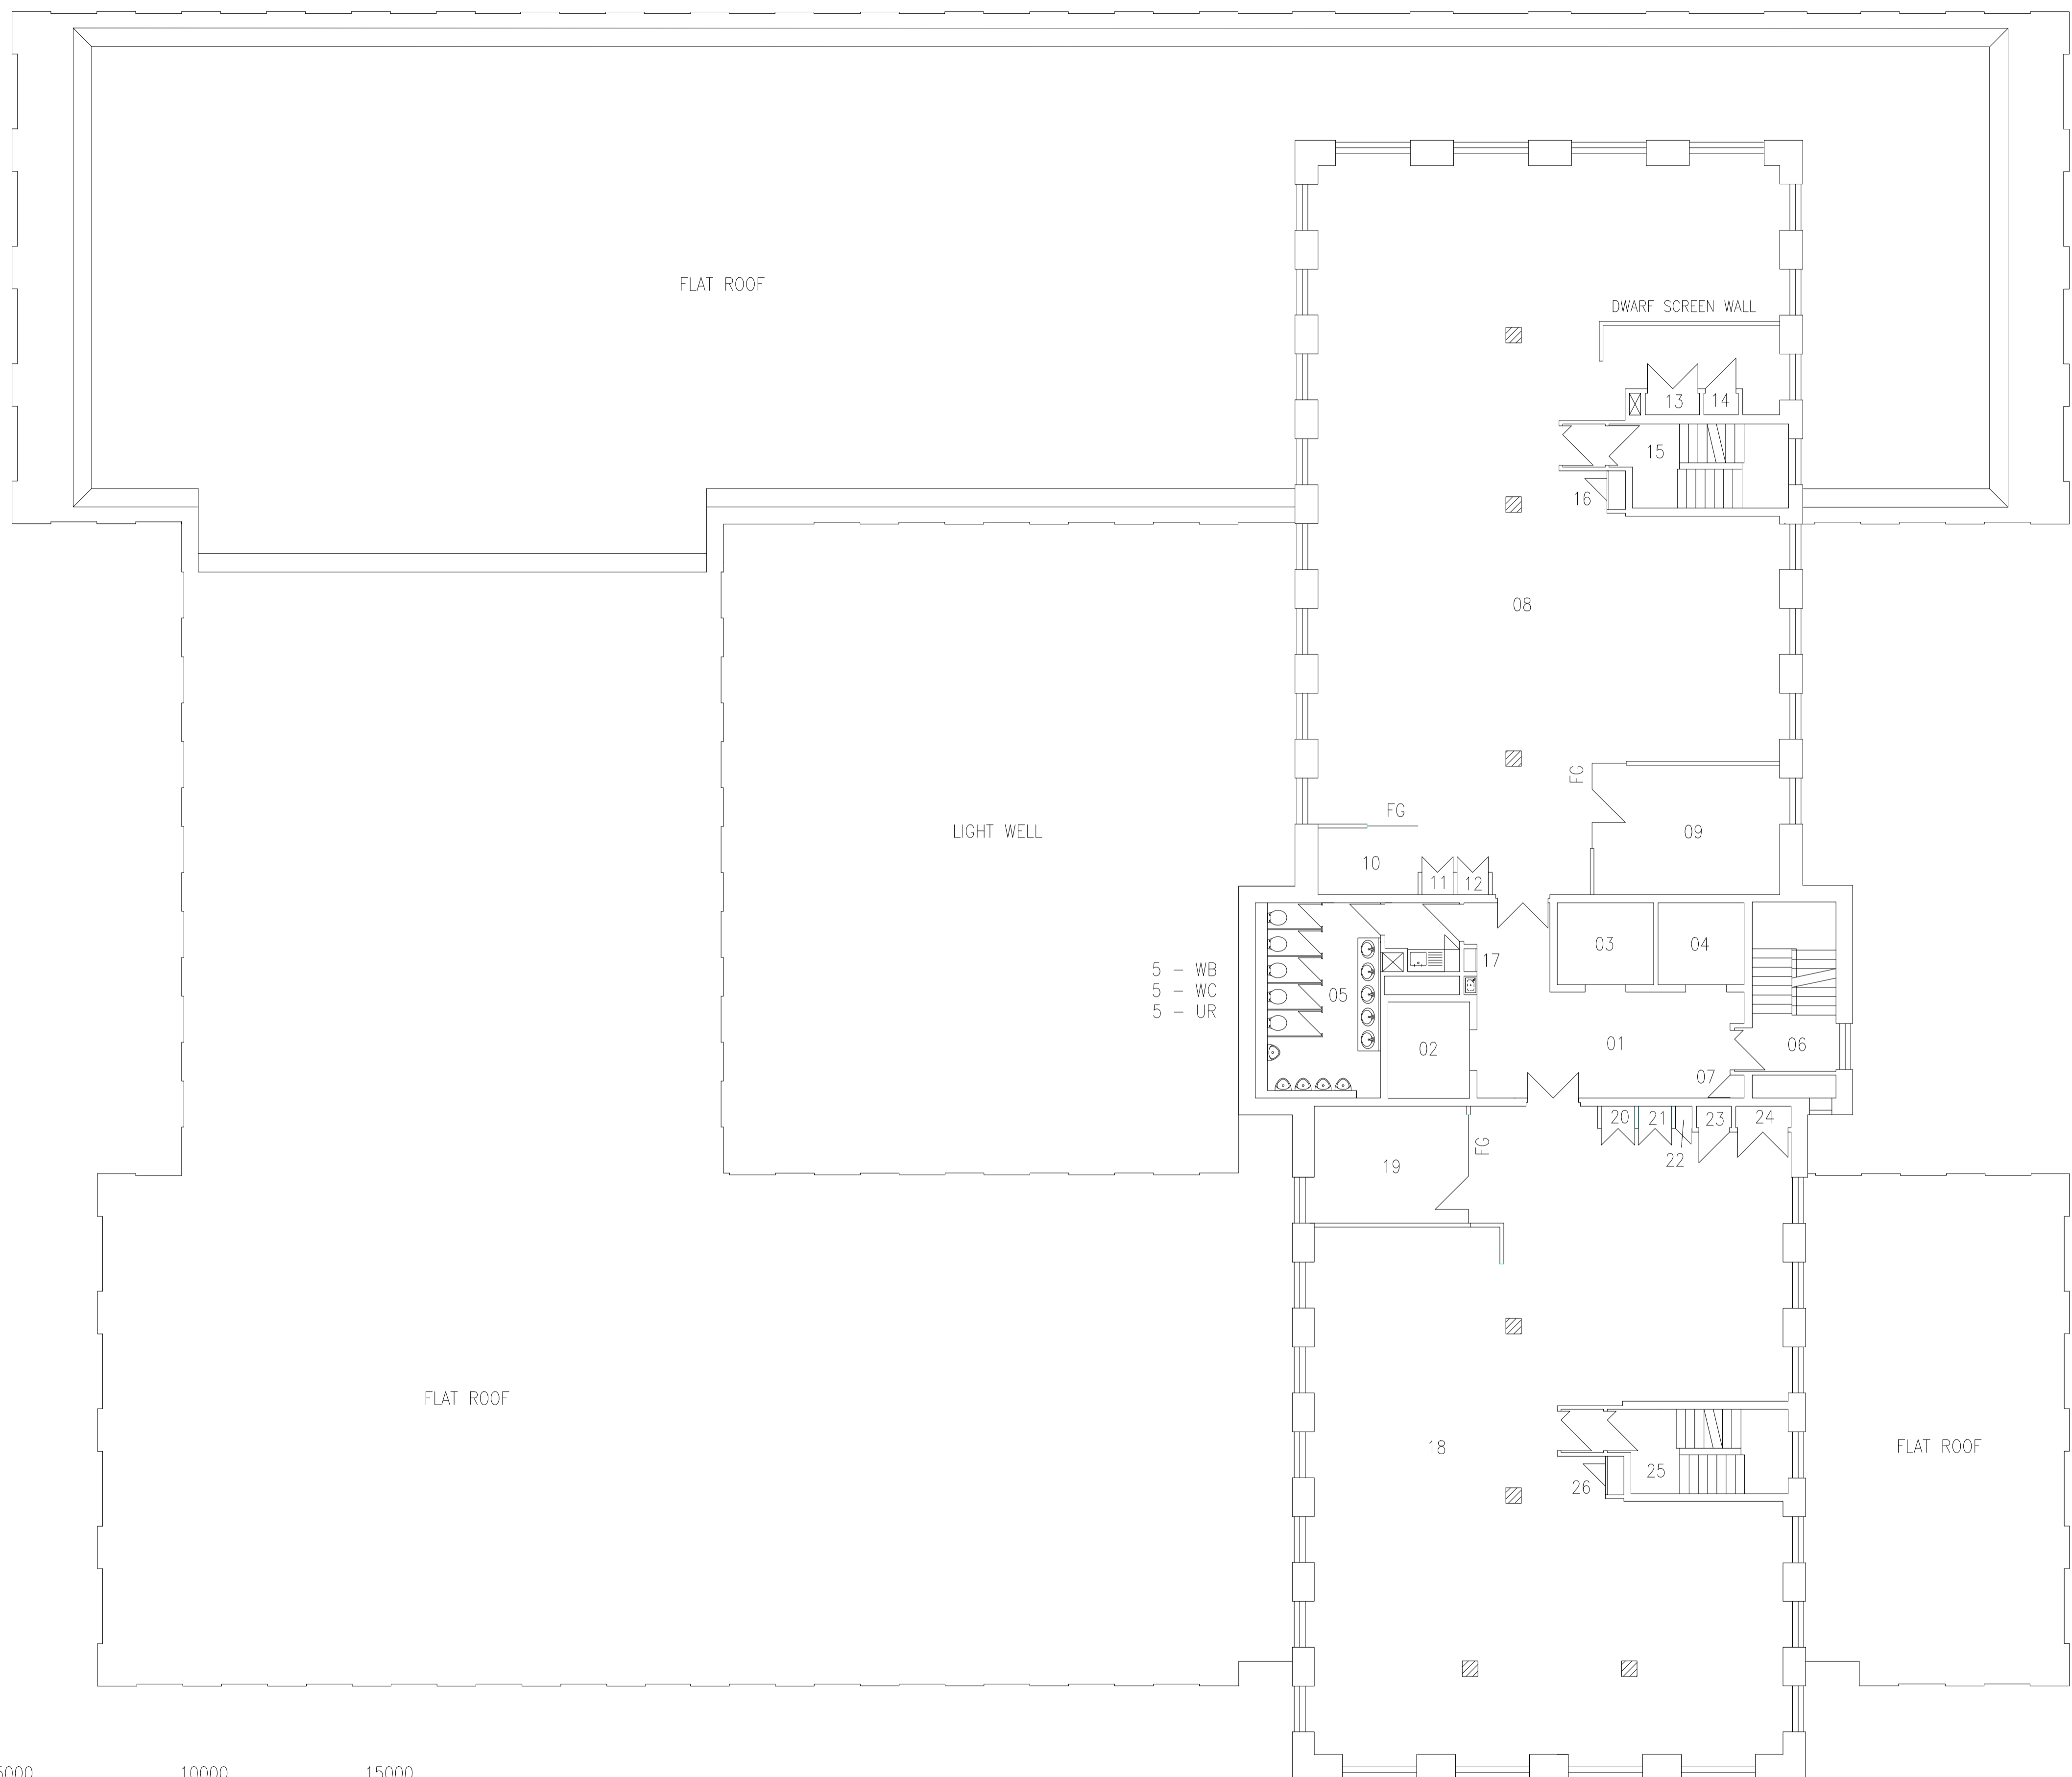 FLAT ROOF
DWARF SCREEN WALL
13
14
15
16
08
FG
FG
LIGHT WELL
09
10
11
12
03
04
17
5 - WB
5 - WC
5 - UR
05
02
01
06
07
20
21
23
24
22
FG
19
FLAT ROOF
18
FLAT ROOF
25
26
10000
15000